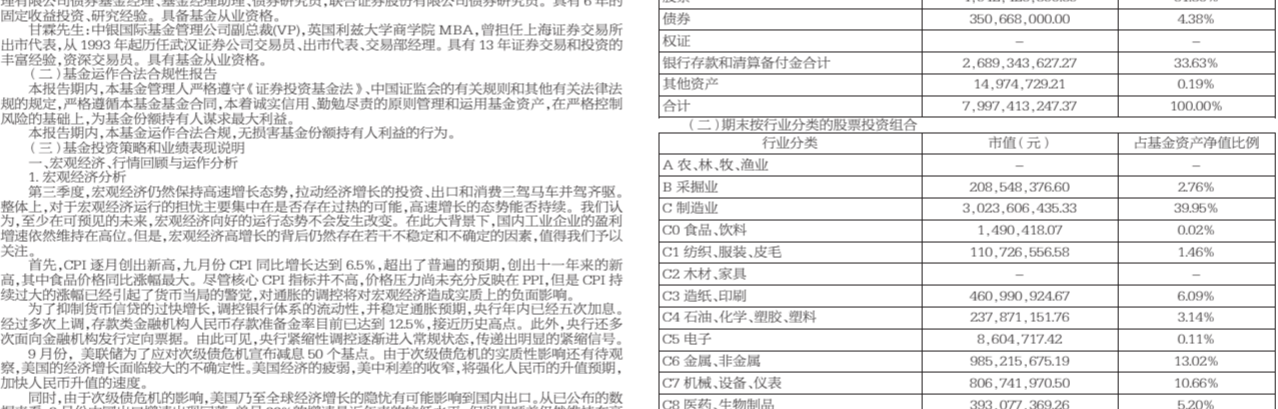 固定收益投资、研究经验。具备基金从业资格。
甘霖先生:中银国际基金管理公司副总裁(VP),英国利兹大学商学院 MBA,曾担任上海证券交易所
出市代表,从 1993 年起历任武汉证券公司交易员、出市代表、交易部经理。具有 13 年证券交易和投资的
丰富经验,资深交易员。具有基金从业资格。
(二)基金运作合法合规性报告
本报告期内,本基金管理人严格遵守《证券投资基金法》、中国证监会的有关规则和其他有关法律法
规的规定,严格遵循本基金基金合同,本着诚实信用、勤勉尽责的原则管理和运用基金资产,在严格控制
风险的基础上,为基金份额持有人谋求最大利益。
本报告期内,本基金运作合法合规,无损害基金份额持有人利益的行为。
(三)基金投资策略和业绩表现说明
一、宏观经济、行情回顾与运作分析
1. 宏观经济分析
第三季度,宏观经济仍然保持高速增长态势,拉动经济增长的投资、出口和消费三驾马车并驾齐驱。
整体上,对于宏观经济运行的担忧主要集中在是否存在过热的可能,高速增长的态势能否持续。我们认
为,至少在可预见的未来,宏观经济向好的运行态势不会发生改变。在此大背景下,国内工业企业的盈利
增速依然维持在高位。但是,宏观经济高增长的背后仍然存在若干不稳定和不确定的因素,值得我们予以
关注。
首先,CPI 逐月创出新高,九月份 CPI 同比增长达到 6.5%,超出了普遍的预期,创出十一年来的新
高,其中食品价格同比涨幅最大。尽管核心 CPI 指标并不高,价格压力尚未充分反映在 PPI,但是 CPI 持
续过大的涨幅已经引起了货币当局的警觉,对通胀的调控将对宏观经济造成实质上的负面影响。
为了抑制货币信贷的过快增长,调控银行体系的流动性,并稳定通胀预期,央行年内已经五次加息。
经过多次上调,存款类金融机构人民币存款准备金率目前已达到 12.5%,接近历史高点。此外,央行还多
次面向金融机构发行定向票据。由此可见,央行紧缩性调控逐渐进入常规状态,传递出明显的紧缩信号。
9 月份，美联储为了应对次级债危机宣布减息 50 个基点。由于次级债危机的实质性影响还有待观
察,美国的经济增长面临较大的不确定性。美国经济的疲弱,美中利差的收窄,将强化人民币的升值预期,
加快人民币升值的速度。
同时,由于次级债危机的影响,美国乃至全球经济增长的隐忧有可能影响到国内出口。从已公布的数
债券 350,668,000.00 4.38%
权证 － －
银行存款和清算备付金合计 2,689,343,627.27 33.63%
其他资产 14,974,729.21 0.19%
合计 7,997,413,247.37 100.00%
(二)期末按行业分类的股票投资组合
行业分类 市值(元) 占基金资产净值比例
A 农、林、牧、渔业 － －
B 采掘业 208,548,376.60 2.76%
C 制造业 3,023,606,435.33 39.95%
C0 食品、饮料 1,490,418.07 0.02%
C1 纺织、服装、皮毛 110,726,556.58 1.46%
C2 木材、家具 － －
C3 造纸、印刷 460,990,924.67 6.09%
C4 石油、化学、塑胶、塑料 237,871,151.76 3.14%
C5 电子 8,604,717.42 0.11%
C6 金属、非金属 985,215,675.19 13.02%
C7 机械、设备、仪表 806,741,970.50 10.66%
C8 医药、生物制品 393,077,369.26 5.20%